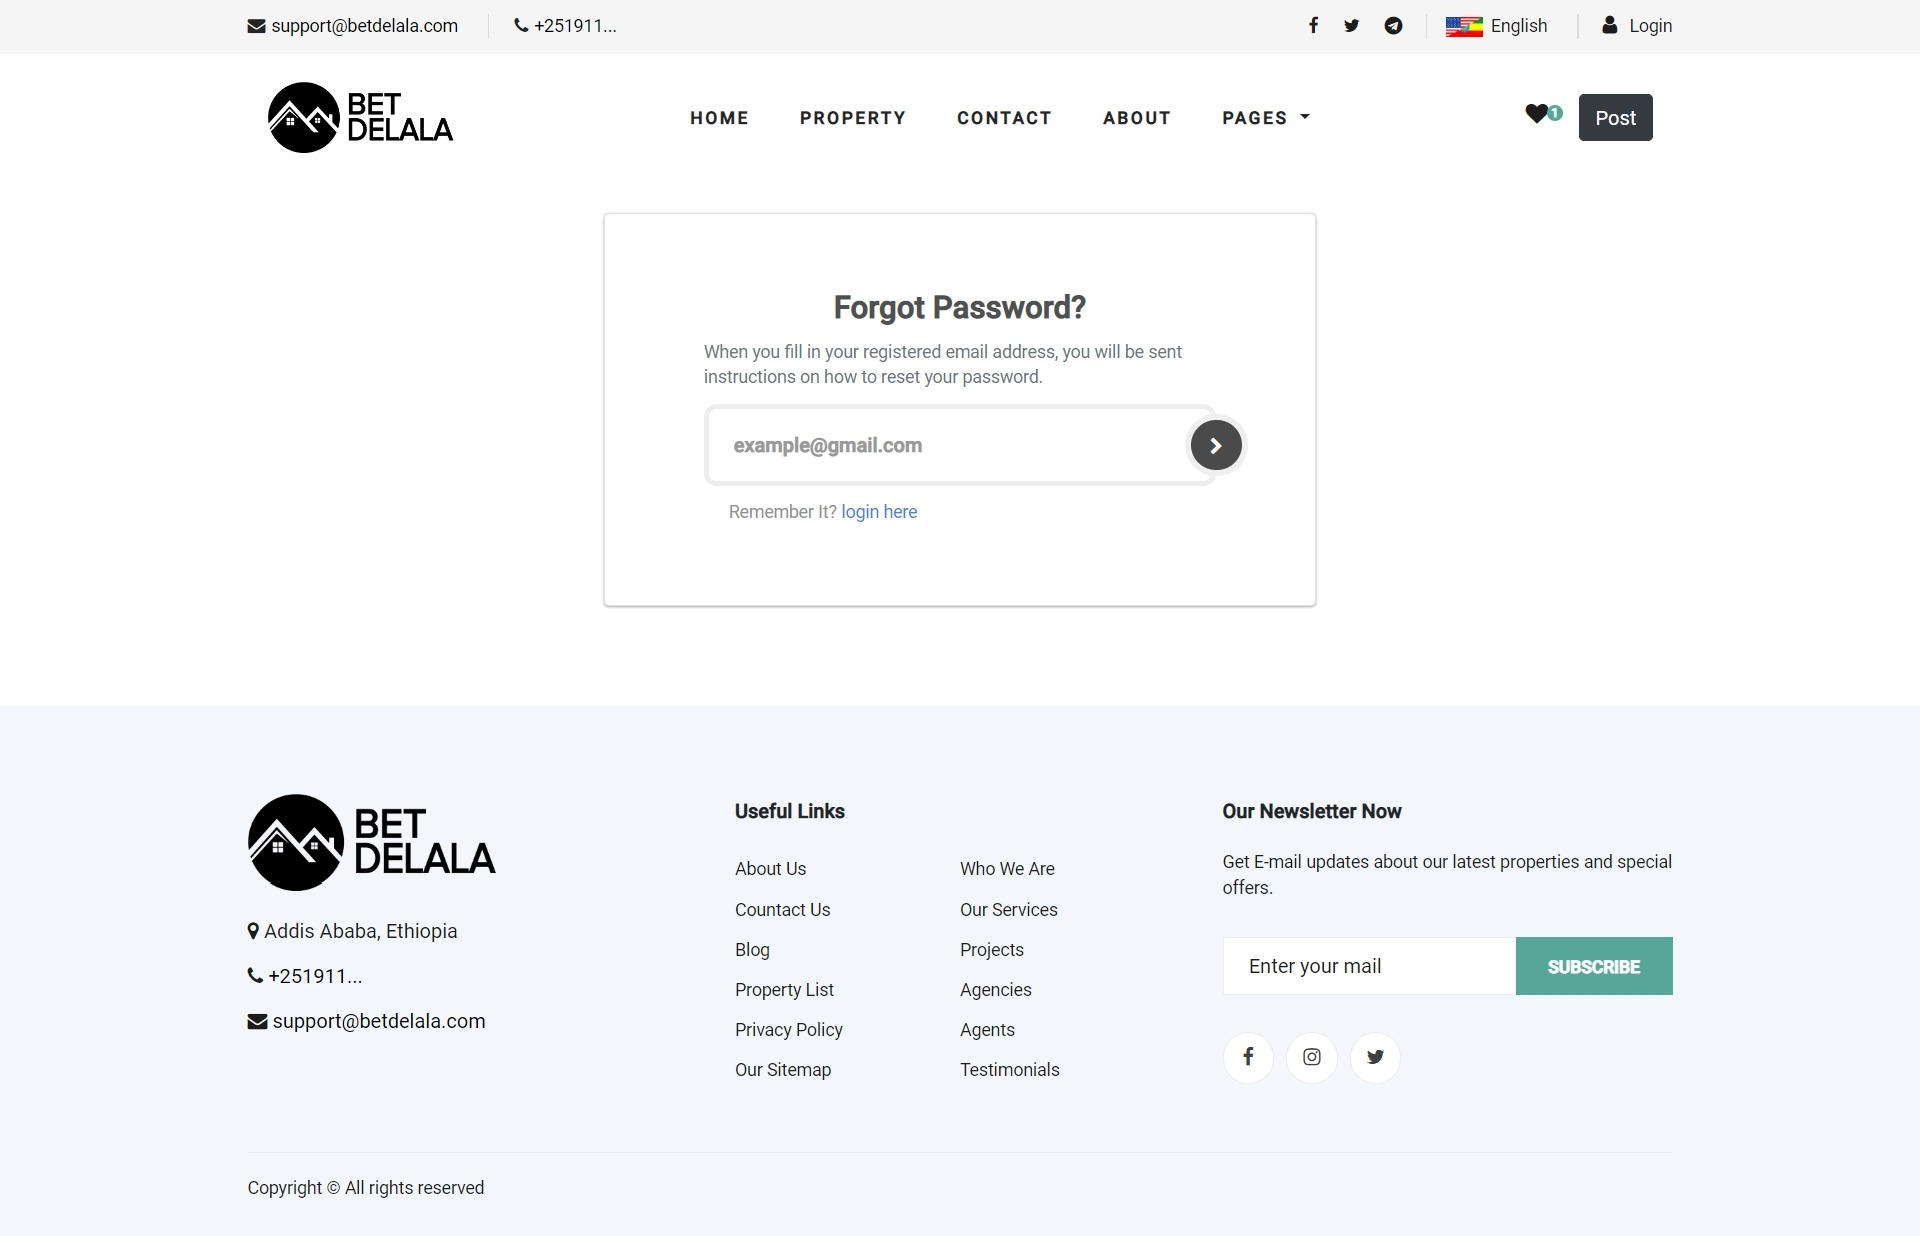 support@betdelala.com
+251911...
English
Login
BET
DELALA
HOME
PROPERTY
CONTACT
ABOUT
PAGES
1
Post
Forgot Password?
When you fill in your registered email address, you will be sent
instructions on how to reset your password.
example@gmail.com
Remember It? login here
BET
DELALA
Addis Ababa, Ethiopia
+251911...
support@betdelala.com
Useful Links
About Us
Countact Us
Blog
Property List
Privacy Policy
Our Sitemap
Who We Are
Our Services
Projects
Agencies
Agents
Testimonials
Our Newsletter Now
Get E-mail updates about our latest properties and special
offers.
Enter your mail
SUBSCRIBE
Copyright © All rights reserved